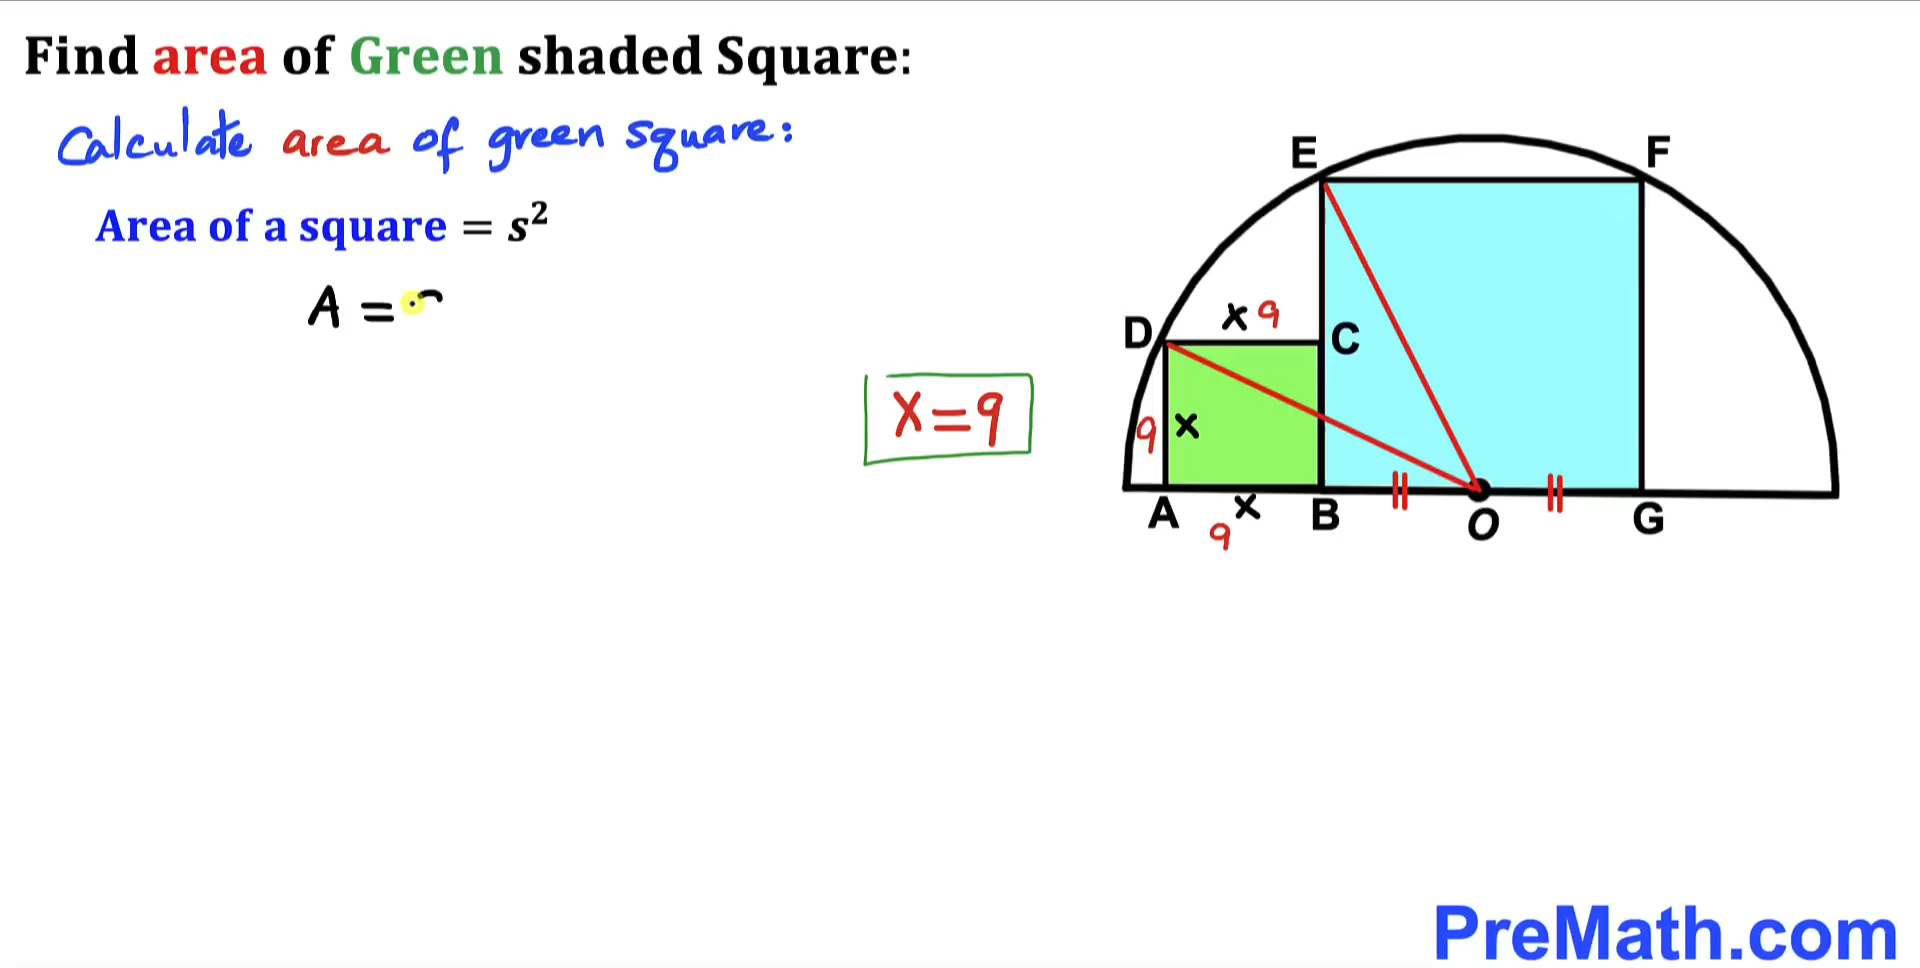 Find area of Green shaded Square:
Calculate area of green square:
Area of a square = s²
A =
E
F
x 9
D
C
x = 9
9 x
A
x
B
O
G
9
PreMath.com